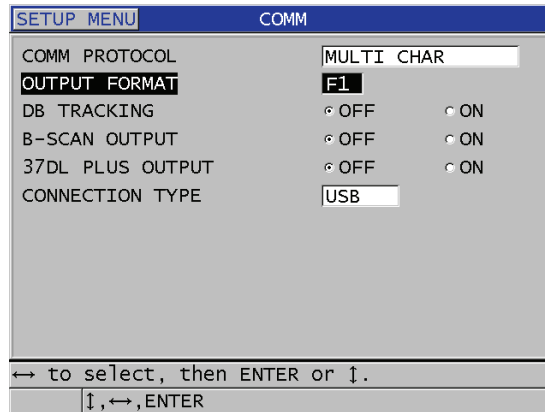 SETUP MENU COMM
COMM PROTOCOL MULTI CHAR
OUTPUT FORMAT F1
DB TRACKING OFF ON
B-SCAN OUTPUT OFF ON
37DL PLUS OUTPUT OFF ON
CONNECTION TYPE USB
↔ to select, then ENTER or ↕.
↕,↔,ENTER